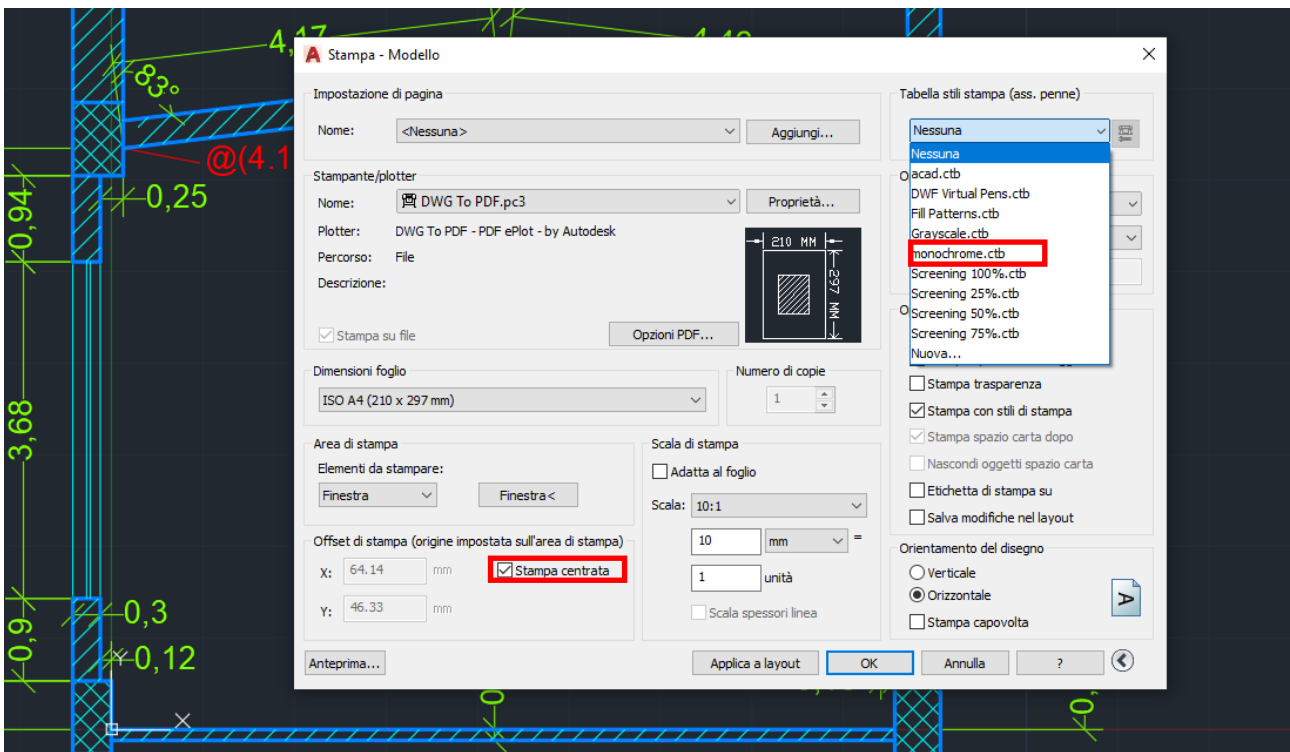 4,17
83°
@(4.1
0,25
0,94
3,68
0,3
0,9
0,12
Y
X
A Stampa - Modello
Impostazione di pagina
Nome: <Nessuna> Aggiungi...
Stampante/plotter
Nome: DWG To PDF.pc3 Proprietà...
Plotter: DWG To PDF - PDF ePlot - by Autodesk
Percorso: File
Descrizione:
210 MM
297 MM
Stampa su file Opzioni PDF...
Dimensioni foglio
ISO A4 (210 x 297 mm)
Numero di copie
1
Area di stampa
Elementi da stampare:
Finestra Finestra<
Offset di stampa (origine impostata sull'area di stampa)
X: 64.14 mm Stampa centrata
Y: 46.33 mm
Scala di stampa
Adatta al foglio
Scala: 10:1
10 mm =
1 unità
Scala spessori linea
Tabella stili stampa (ass. penne)
Nessuna
Nessuna
acad.ctb
DWF Virtual Pens.ctb
Fill Patterns.ctb
Grayscale.ctb
monochrome.ctb
Screening 100%.ctb
Screening 25%.ctb
Screening 50%.ctb
Screening 75%.ctb
Nuova...
Stampa trasparenza
Stampa con stili di stampa
Stampa spazio carta dopo
Nascondi oggetti spazio carta
Etichetta di stampa su
Salva modifiche nel layout
Orientamento del disegno
Verticale
Orizzontale
A
Stampa capovolta
Anteprima... Applica a layout OK Annulla ?